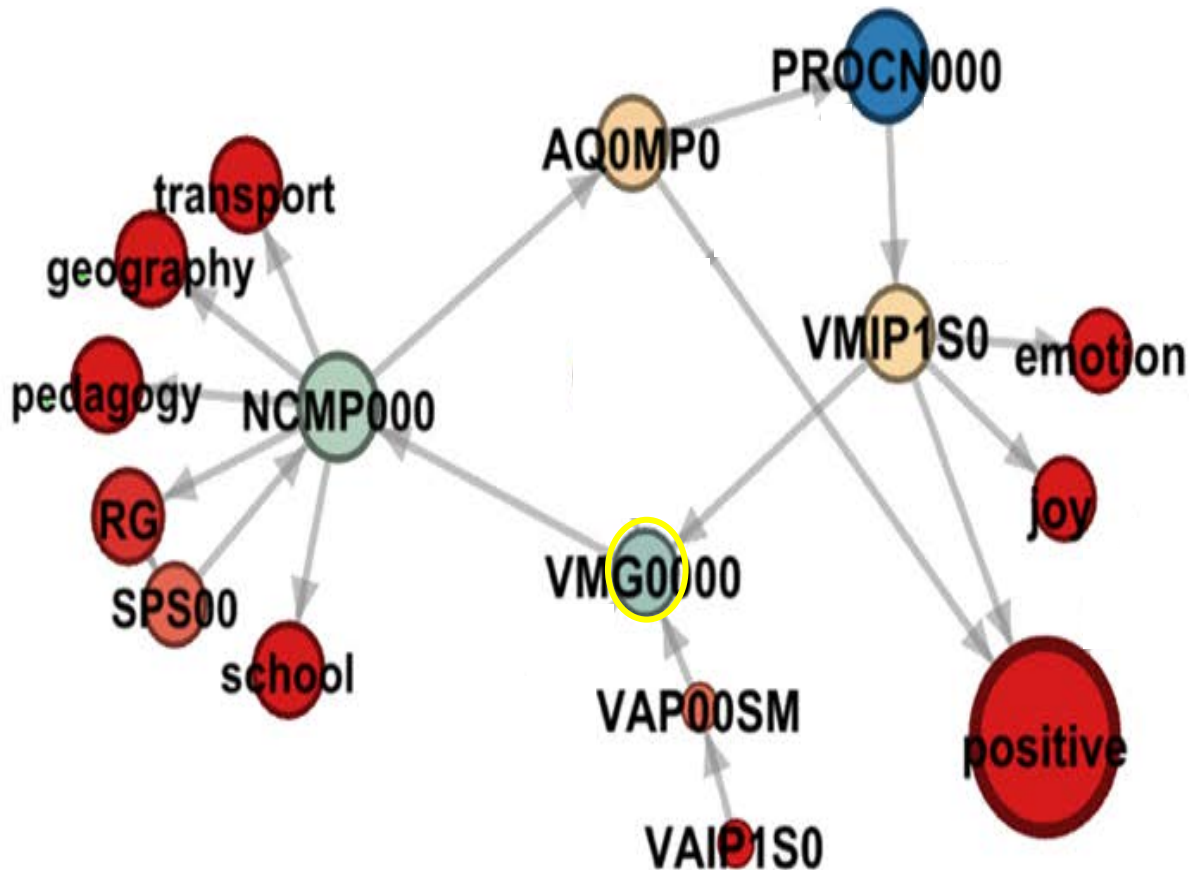 PROCN000
AQ0MP0
transport
geography
VMIP1S0
emotion
pedagogy
NCMP000
joy
RG
VMG0000
SPS00
school
VAP00SM
positive
VAIP1S0